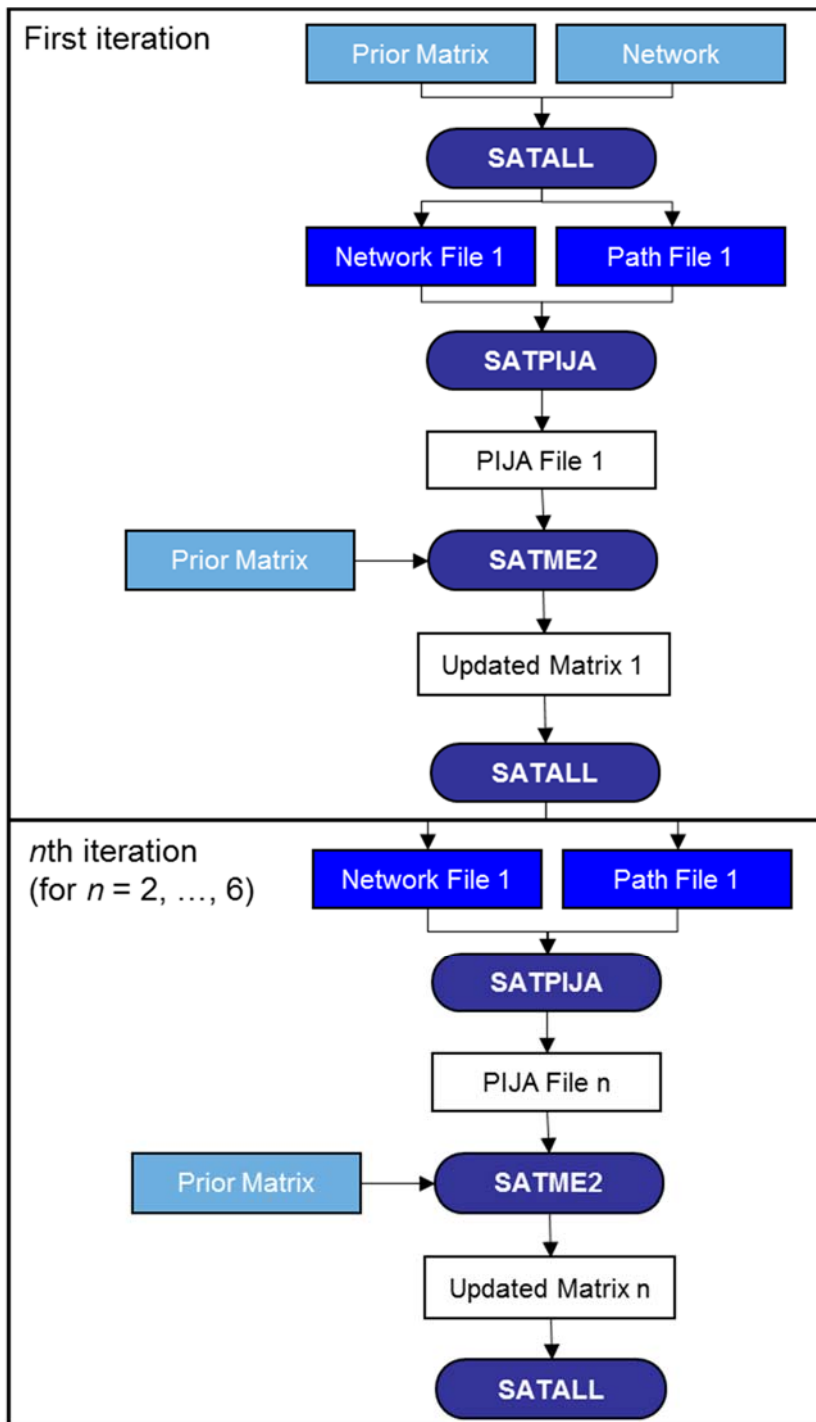 First iteration
Prior Matrix
Network
SATALL
Network File 1
Path File 1
SATPIJA
PIJA File 1
Prior Matrix
SATME2
Updated Matrix 1
SATALL
nth iteration
(for n = 2, ..., 6)
Network File 1
Path File 1
SATPIJA
PIJA File n
Prior Matrix
SATME2
Updated Matrix n
SATALL